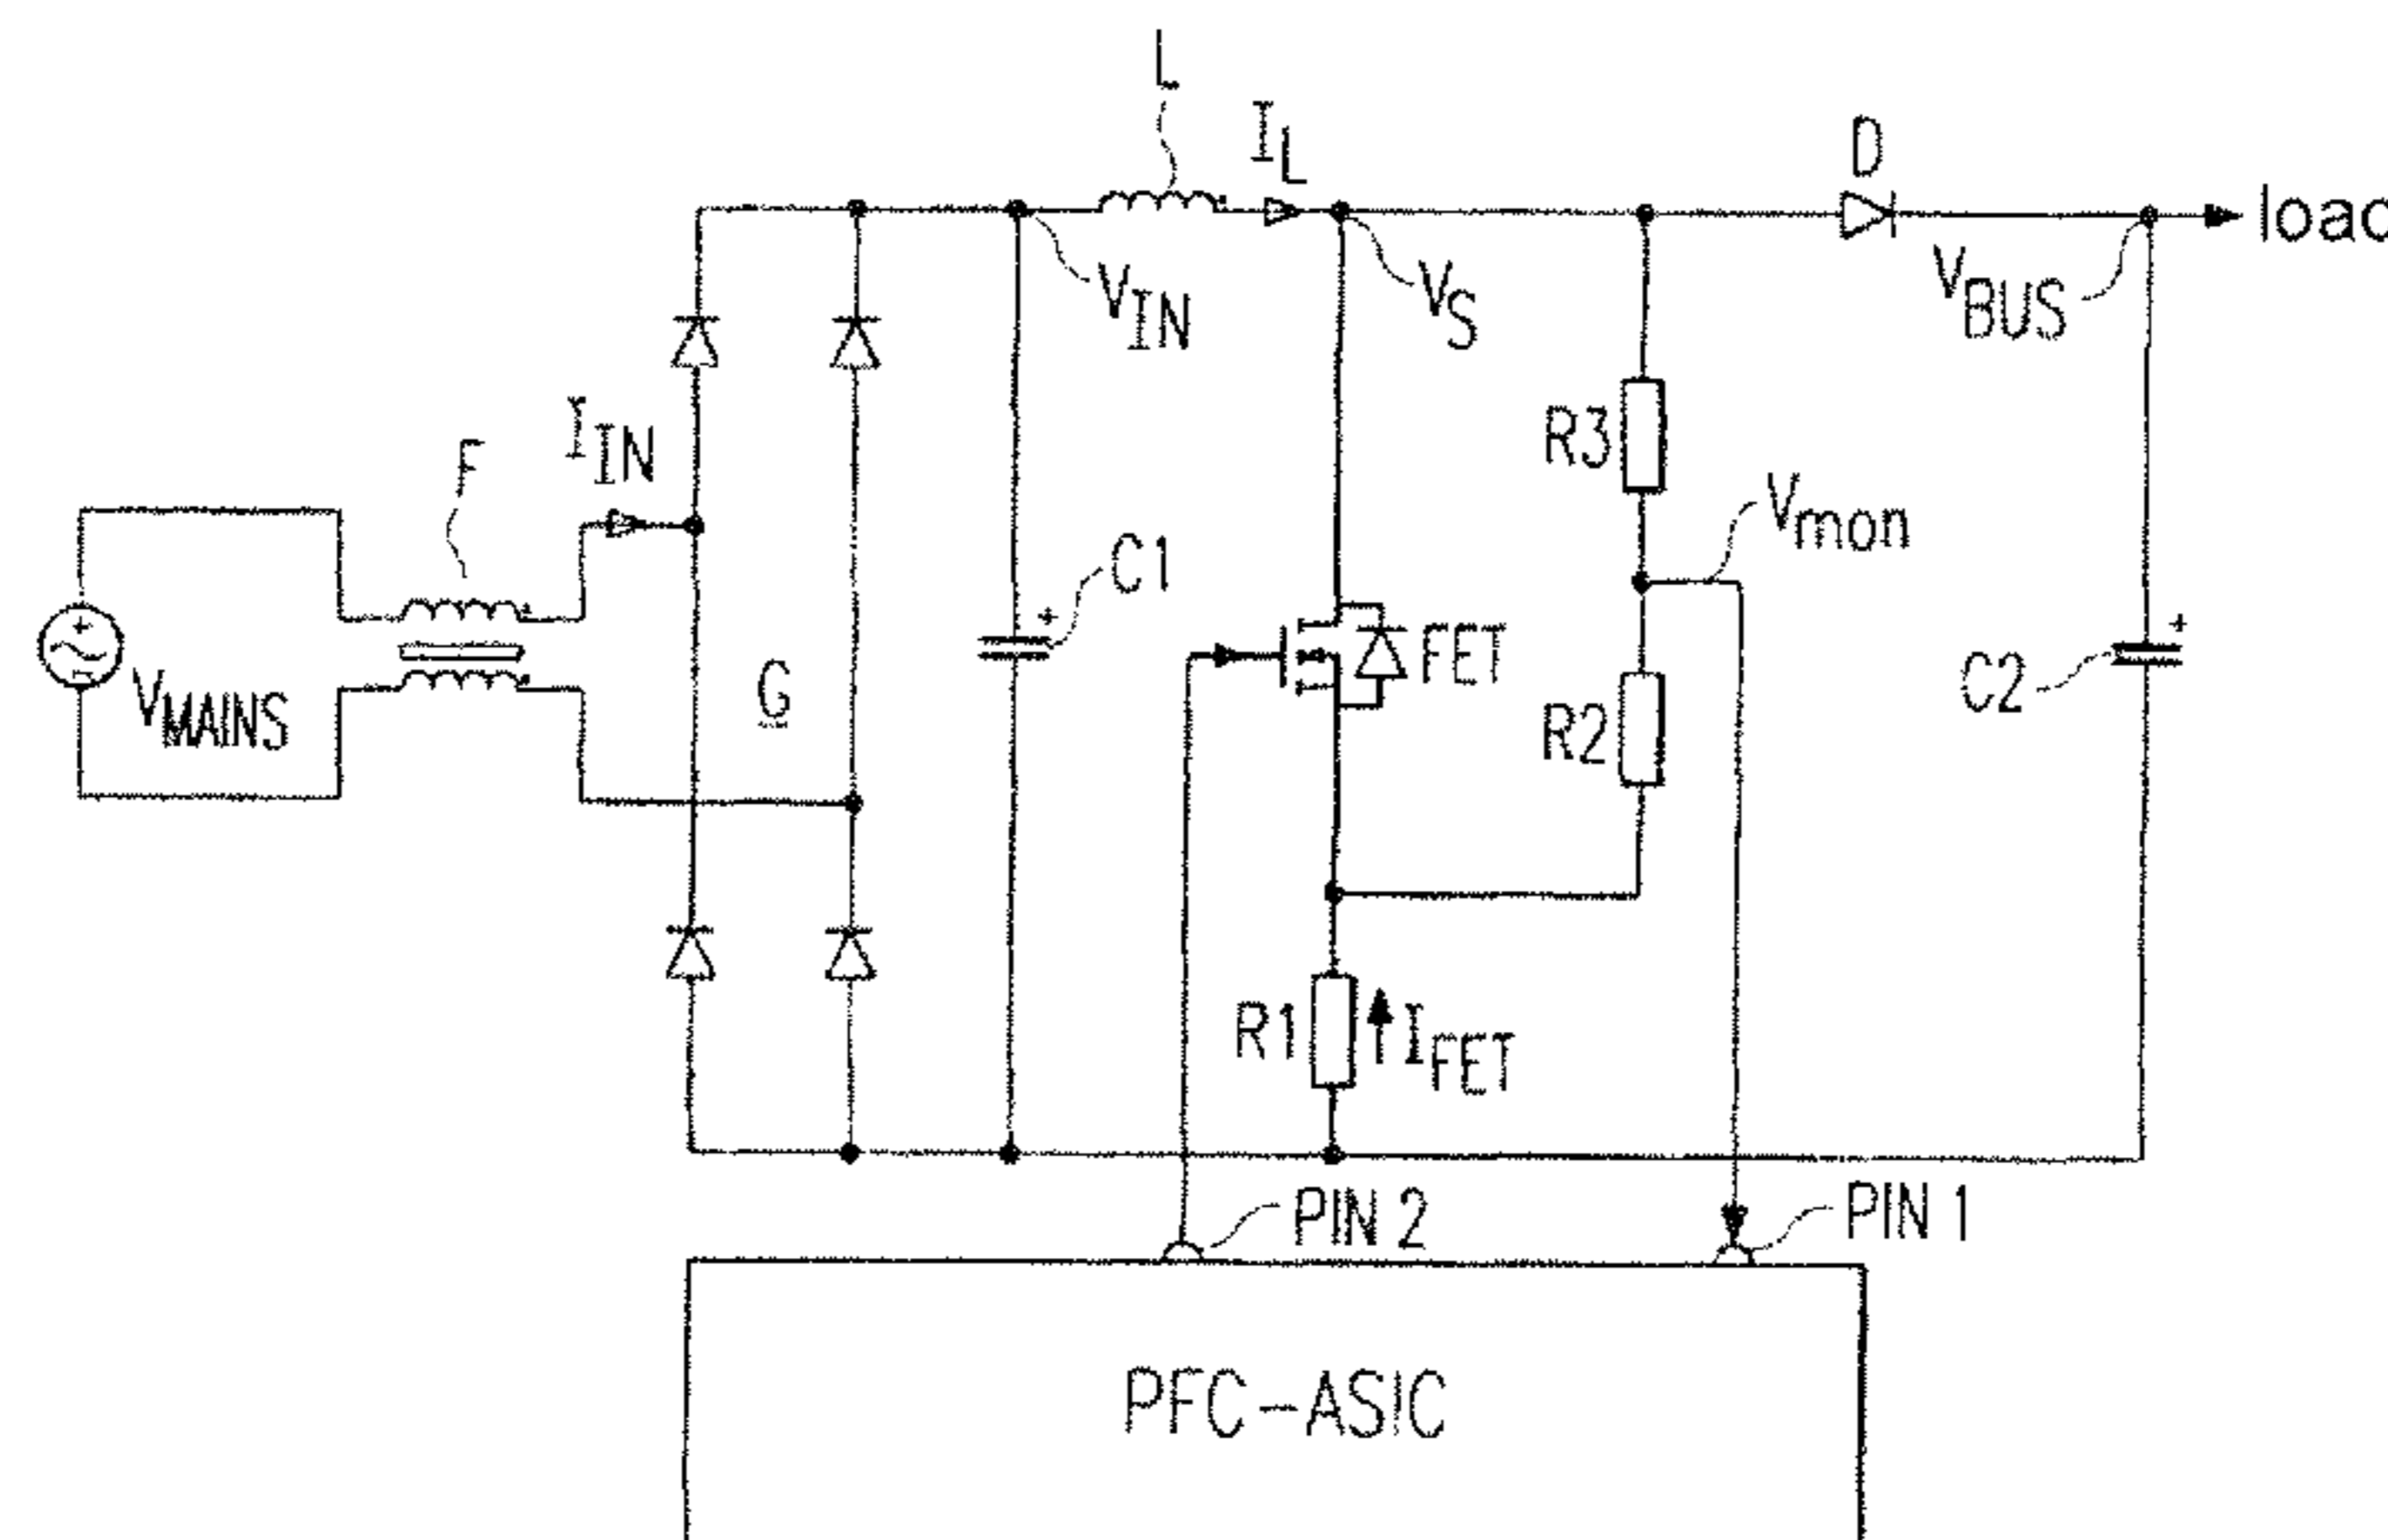 L
I_L
D
load
V_IN
V_S
V_BUS
I_IN
F
R3
V_mon
C1
+
+
FET
C2
V_MAINS
G
R2
R1
I_FET
PIN 2
PIN 1
PFC-ASIC